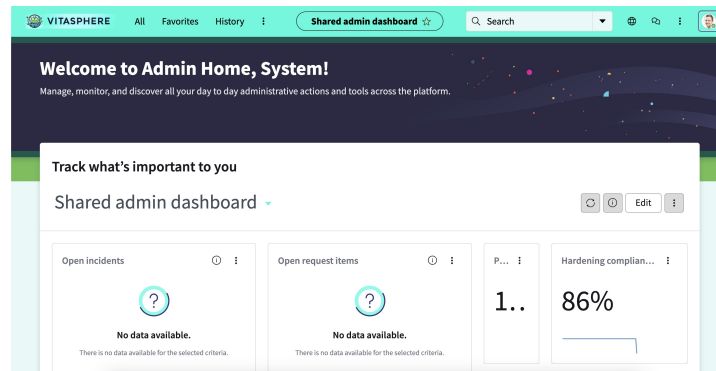 VITASPHERE
All
Favorites
History
Shared admin dashboard
Search
Welcome to Admin Home, System!
Manage, monitor, and discover all your day to day administrative actions and tools across the platform.
Track what's important to you
Shared admin dashboard
Edit
Open incidents
Open request items
P...
Hardening complian...
?
?
1..
86%
No data available.
No data available.
There is no data available for the selected criteria.
There is no data available for the selected criteria.